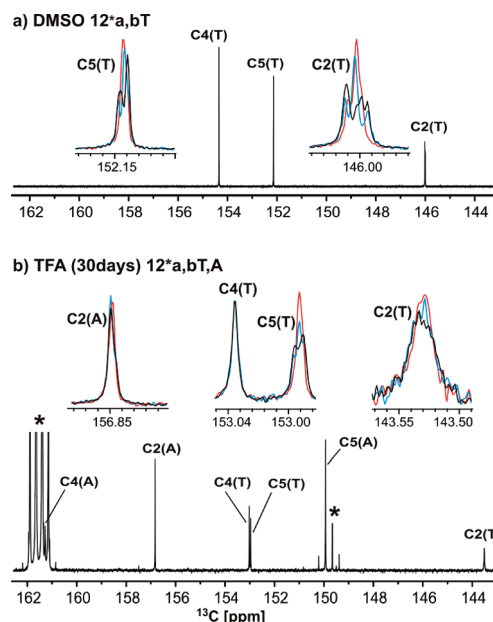 a) DMSO 12*a,bT
C4(T)
C5(T)
C5(T)
C2(T)
C2(T)
152.15
146.00
162 160 158 156 154 152 150 148 146 144
b) TFA (30days) 12*a,bT,A
C4(T)
C2(A)
C5(T)
C2(T)
156.85
153.04 153.00
143.55 143.50
*
C5(A)
C4(A)
C2(A)
C4(T)
C5(T)
*
C2(T)
162 160 158 156 154 152 150 148 146 144
¹³C [ppm]